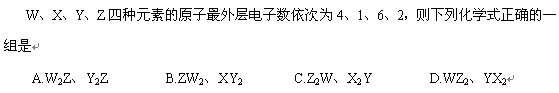 W、X、Y、Z四种元素的原子最外层电子数依次为 4、1、6、2，则下列化学式正确的一
组是↵
A.W₂Z、Y₂Z B.ZW₂、XY₂ C.Z₂W、X₂Y D.WZ₂、YX₂↵